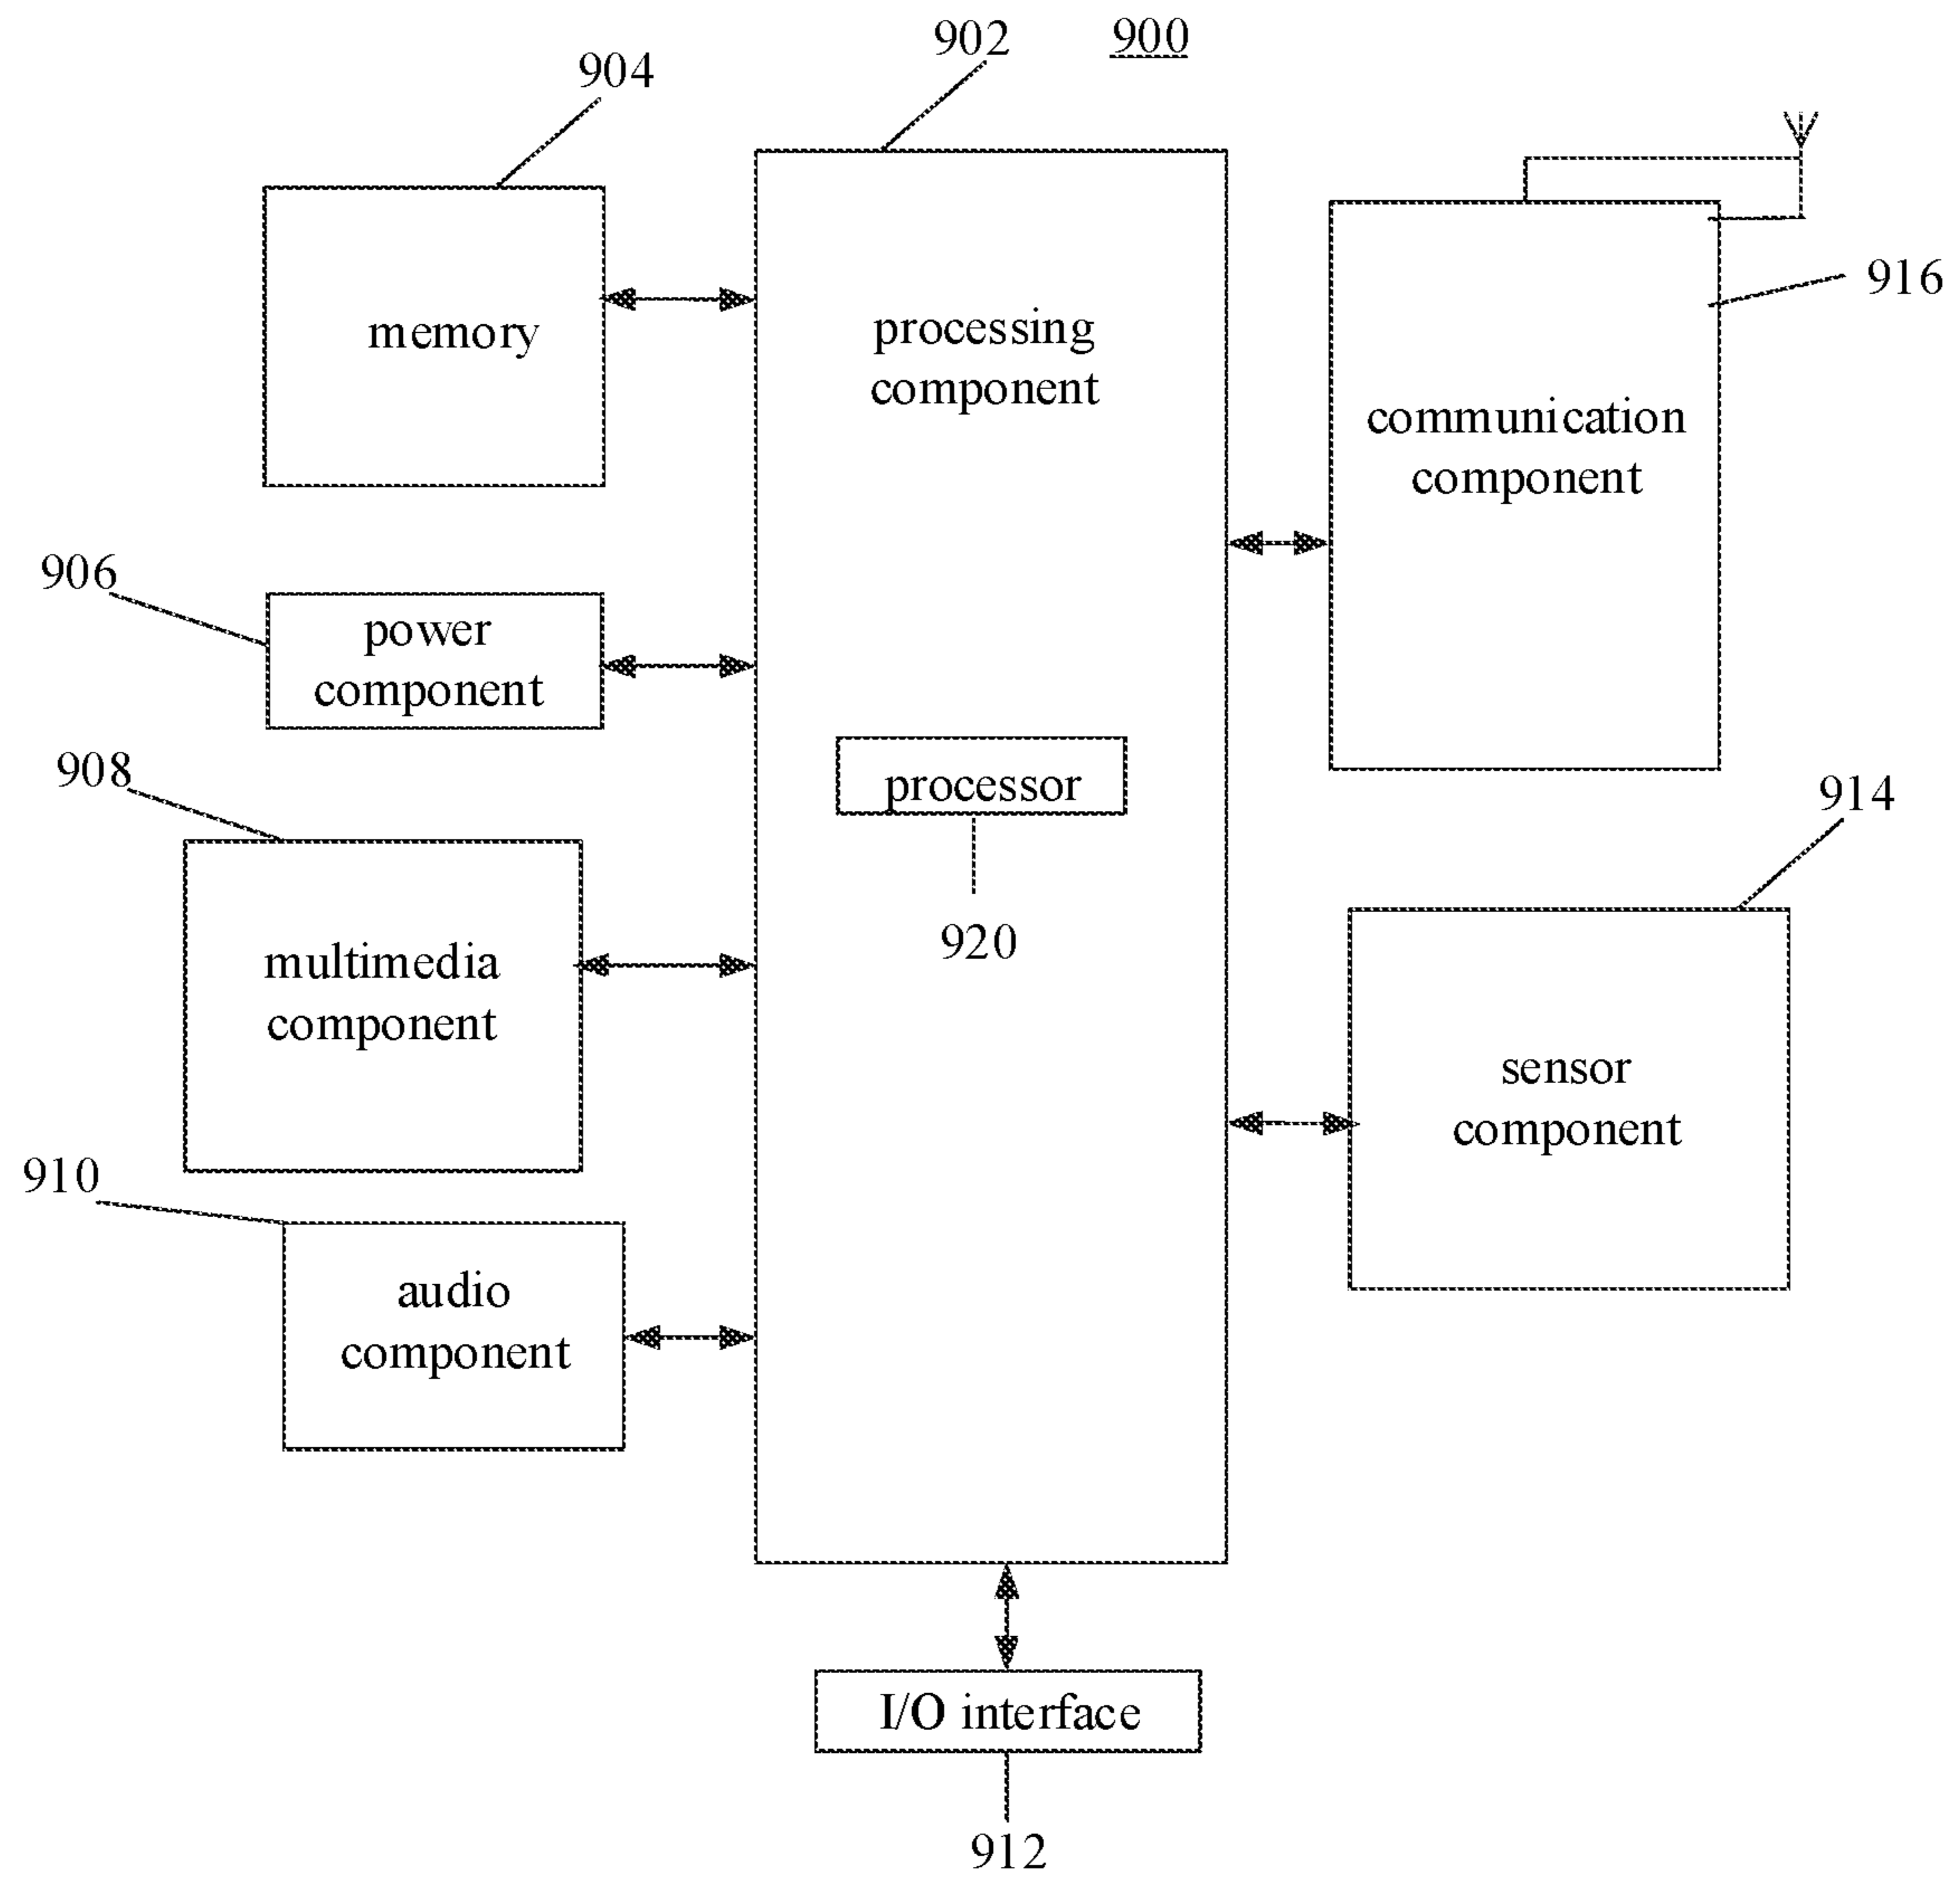 902
900
904
memory
processing
component
916
communication
component
906
power
component
908
processor
914
920
multimedia
component
sensor
component
910
audio
component
I/O interface
912